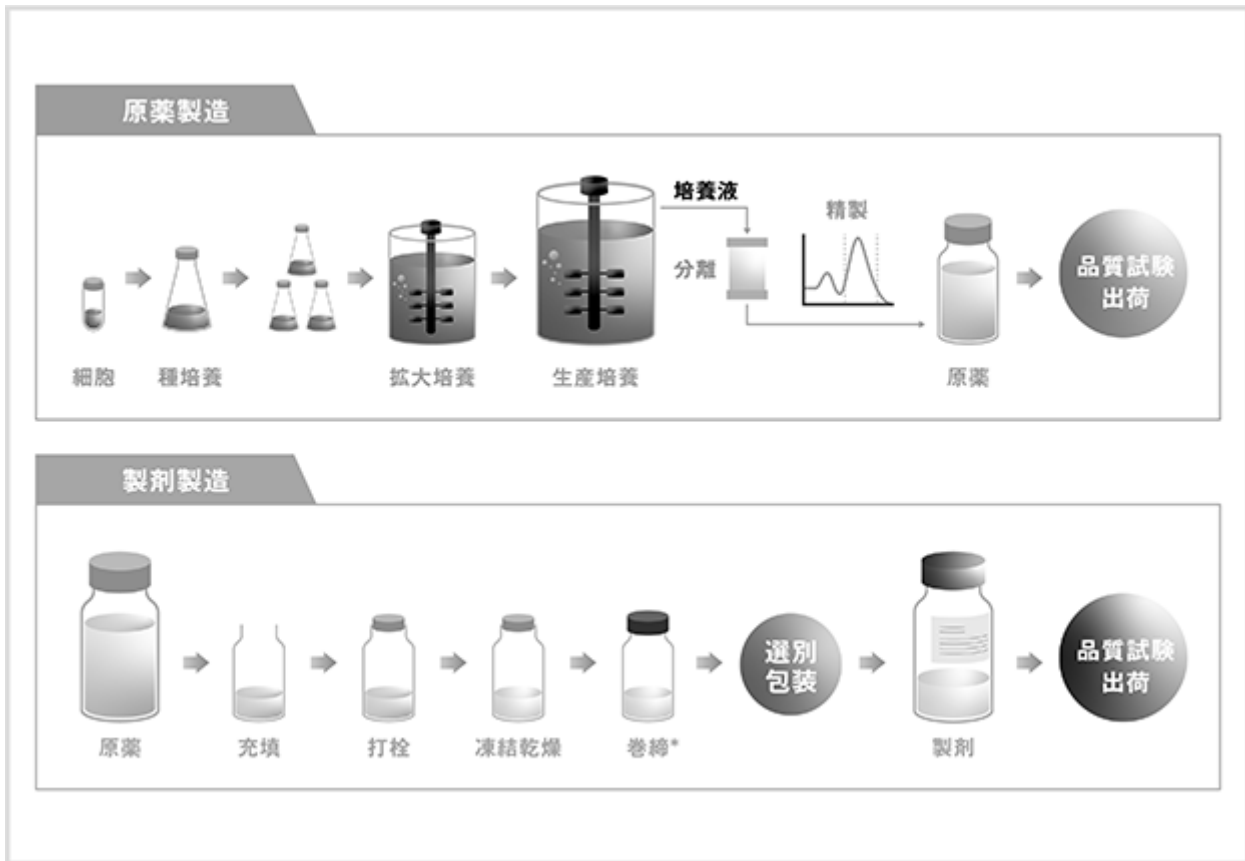 原薬製造
培養液
精製
分離
品質試験
出荷
細胞
種培養
拡大培養
生産培養
原薬
製剤製造
選別
包装
品質試験
出荷
原薬
充填
打栓
凍結乾燥
巻締*
製剤